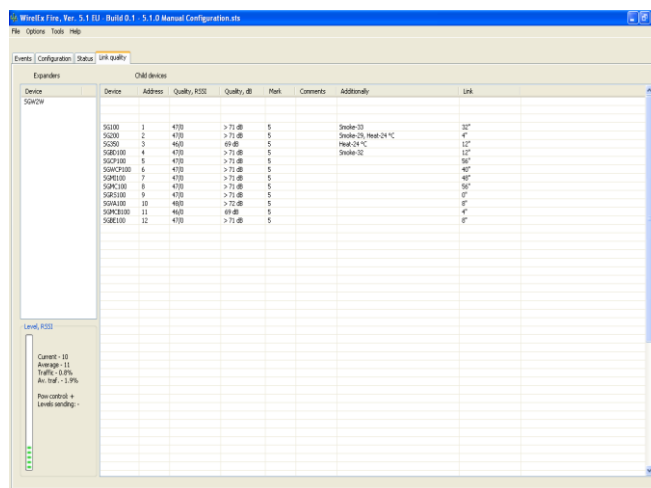 WirelEx Fire, Ver. 5.1 EU - Build 0.1 - 5.1.0 Manual Configuration.sts
File Options Tools Help
Events Configuration Status Link quality
Expanders Child devices
Device Device Address Quality, RSSI Quality, dB Mark Comments Additionally Link
SGW2W
SG100 1 47/0 > 71 dB 5 Smoke-33 32"
SG200 2 47/0 > 71 dB 5 Smoke-29, Heat-24 °C 4"
SG350 3 46/0 69 dB 5 Heat-24 °C 12"
SGBD100 4 47/0 > 71 dB 5 Smoke-32 12"
SGCP100 5 47/0 > 71 dB 5 56"
SGWCP100 6 47/0 > 71 dB 5 40"
SGMI100 7 47/0 > 71 dB 5 48"
SGMC100 8 47/0 > 71 dB 5 56"
SGRS100 9 47/0 > 71 dB 5 0"
SGVA100 10 48/0 > 72 dB 5 8"
SGMCB100 11 46/0 69 dB 5 4"
SGBE100 12 47/0 > 71 dB 5 8"
Level, RSSI
Current - 10
Average - 11
Traffic - 0.8%
Av. traf. - 1.9%
Pow control: +
Levels sending: -